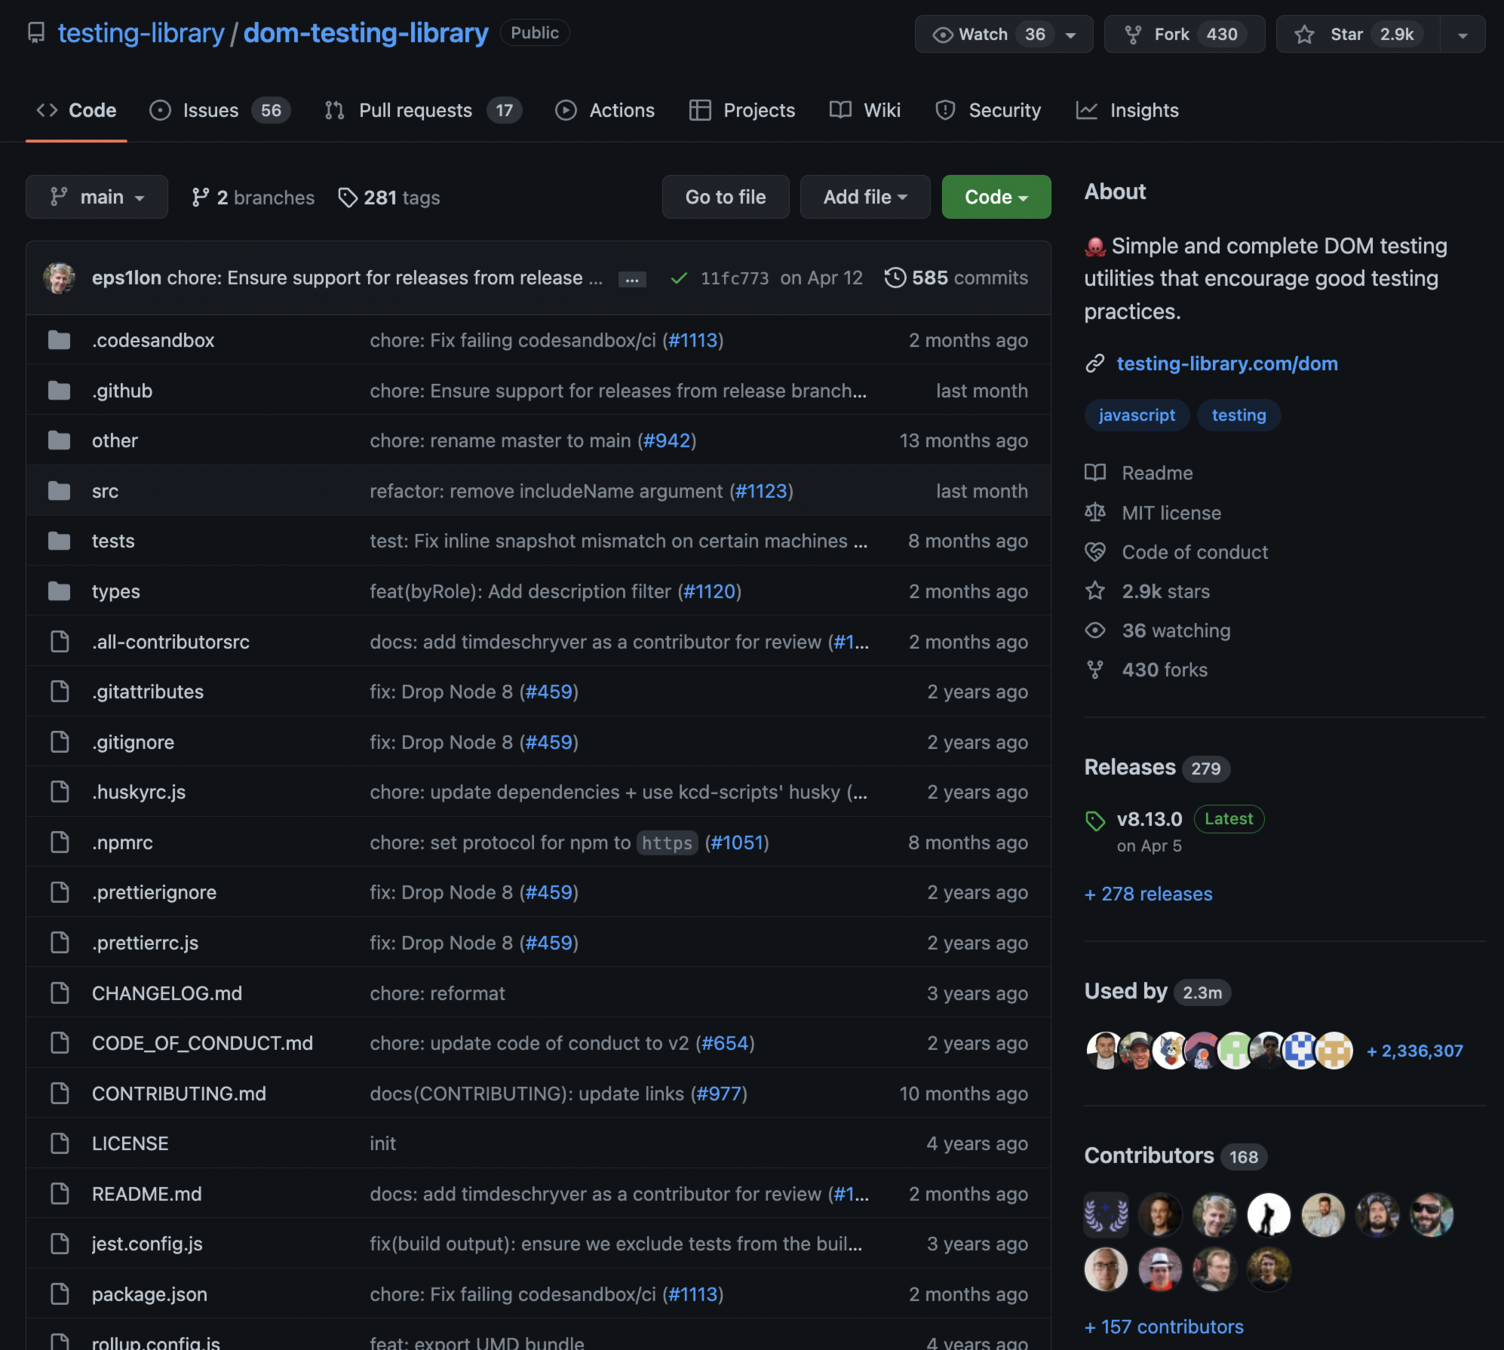 testing-library / dom-testing-library Public
Watch 36
Fork 430
Star 2.9k
Code
Issues 56
Pull requests 17
Actions
Projects
Wiki
Security
Insights
main
2 branches
281 tags
Go to file
Add file
Code
eps1lon chore: Ensure support for releases from release ... ... 11fc773 on Apr 12 585 commits
.codesandbox chore: Fix failing codesandbox/ci (#1113) 2 months ago
.github chore: Ensure support for releases from release branch... last month
other chore: rename master to main (#942) 13 months ago
src refactor: remove includeName argument (#1123) last month
tests test: Fix inline snapshot mismatch on certain machines ... 8 months ago
types feat(byRole): Add description filter (#1120) 2 months ago
.all-contributorsrc docs: add timdeschryver as a contributor for review (#1... 2 months ago
.gitattributes fix: Drop Node 8 (#459) 2 years ago
.gitignore fix: Drop Node 8 (#459) 2 years ago
.huskyrc.js chore: update dependencies + use kcd-scripts' husky (... 2 years ago
.npmrc chore: set protocol for npm to https (#1051) 8 months ago
.prettierignore fix: Drop Node 8 (#459) 2 years ago
.prettierrc.js fix: Drop Node 8 (#459) 2 years ago
CHANGELOG.md chore: reformat 3 years ago
CODE_OF_CONDUCT.md chore: update code of conduct to v2 (#654) 2 years ago
CONTRIBUTING.md docs(CONTRIBUTING): update links (#977) 10 months ago
LICENSE init 4 years ago
README.md docs: add timdeschryver as a contributor for review (#1... 2 months ago
jest.config.js fix(build output): ensure we exclude tests from the buil... 3 years ago
package.json chore: Fix failing codesandbox/ci (#1113) 2 months ago
rollup.config.js feat: export UMD bundle 4 years ago
About
Simple and complete DOM testing
utilities that encourage good testing
practices.
testing-library.com/dom
javascript testing
Readme
MIT license
Code of conduct
2.9k stars
36 watching
430 forks
Releases 279
v8.13.0 Latest
on Apr 5
+ 278 releases
Used by 2.3m
+ 2,336,307
Contributors 168
+ 157 contributors